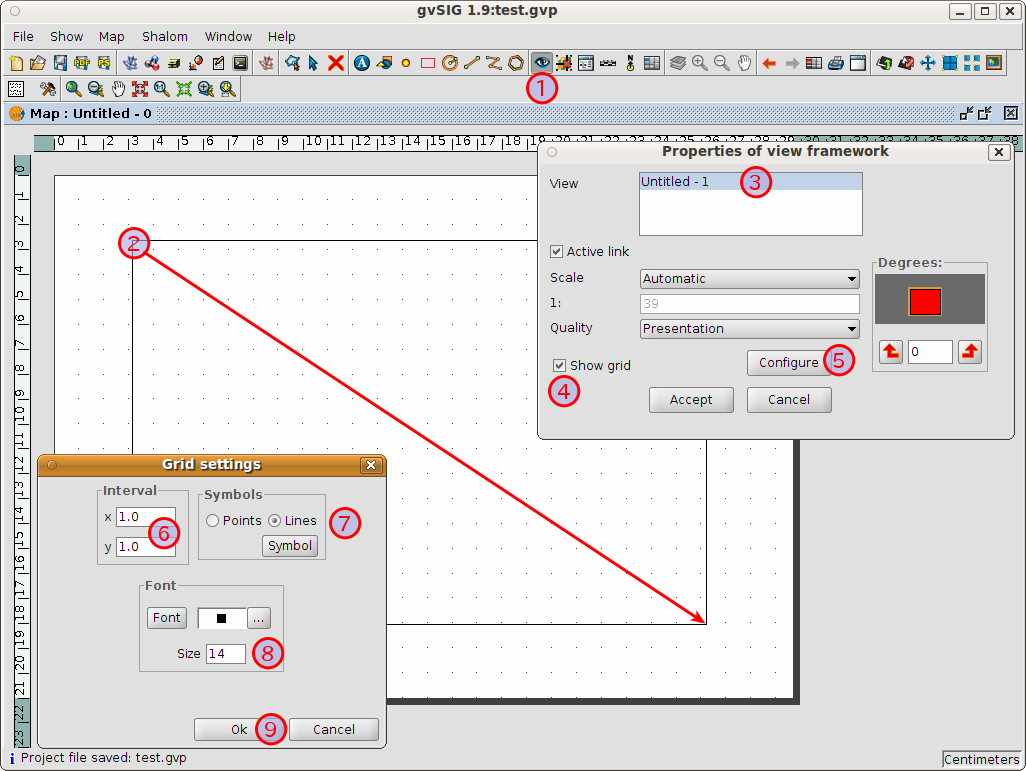 gvSIG 1.9:test.gvp
File Show Map Shalom Window Help
PDF PS
1
Map : Untitled - 0
0 1 2 3 4 5 6 7 8 9 10 11 12 13 14 15 16 17 18 19 20 21 22 23 24 25 26 27 28 29 30 31 32 33 34 35 36 37 38
0
1
2
3
4
5
6
7
8
9
10
11
12
13
14
15
16
17
18
19
20
21
22
23
2
Properties of view framework
View
Untitled - 1
3
Active link
Scale
Automatic
1:
39
Quality
Presentation
Show grid
4
Configure
5
Accept
Cancel
Degrees:
0
Grid settings
Interval
x 1.0
y 1.0
6
Symbols
Points
Lines
7
Symbol
Font
Font
...
Size 14
8
Ok
9
Cancel
Project file saved: test.gvp
Centimeters